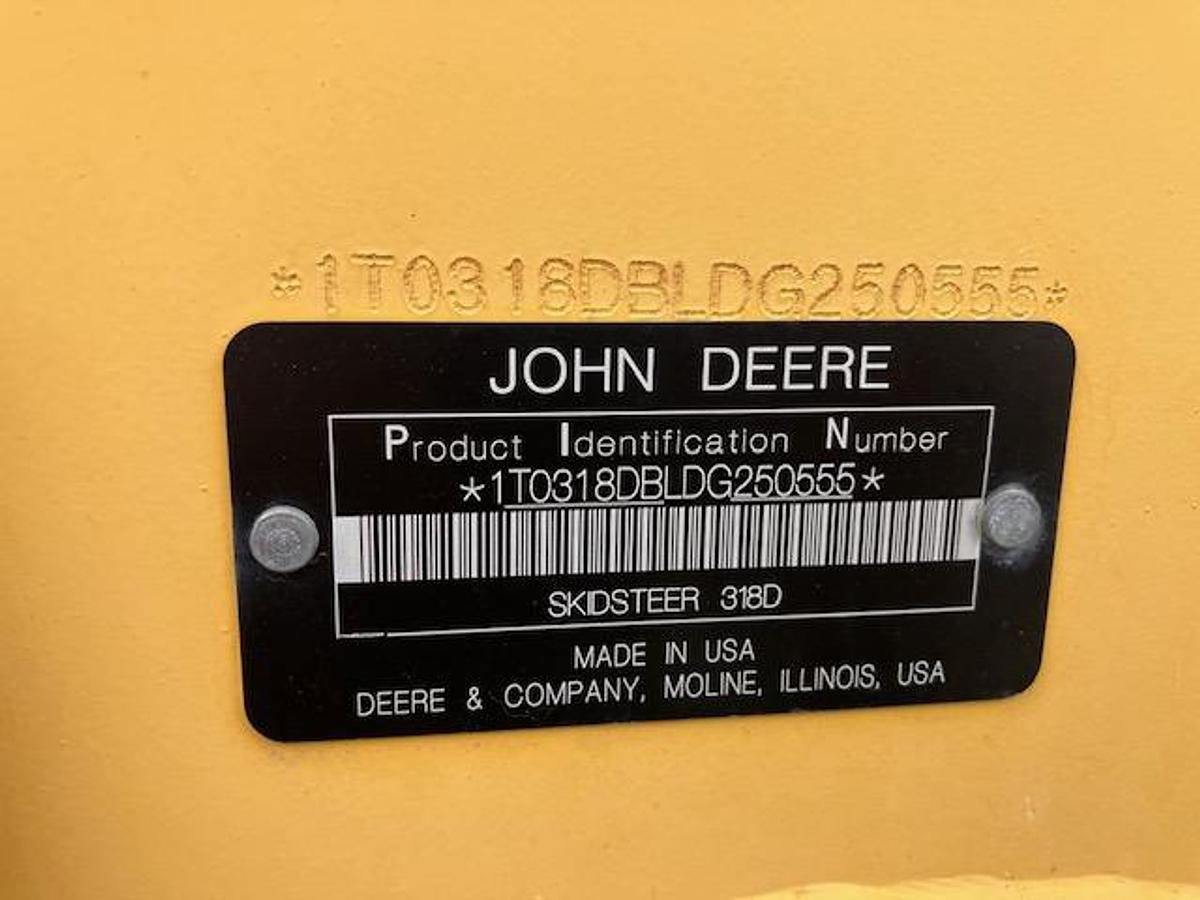 *1T0318DBLDG250555*
JOHN DEERE
Product Identification Number
*1T0318DBLDG250555*
SKIDSTEER 318D
MADE IN USA
DEERE & COMPANY, MOLINE, ILLINOIS, USA